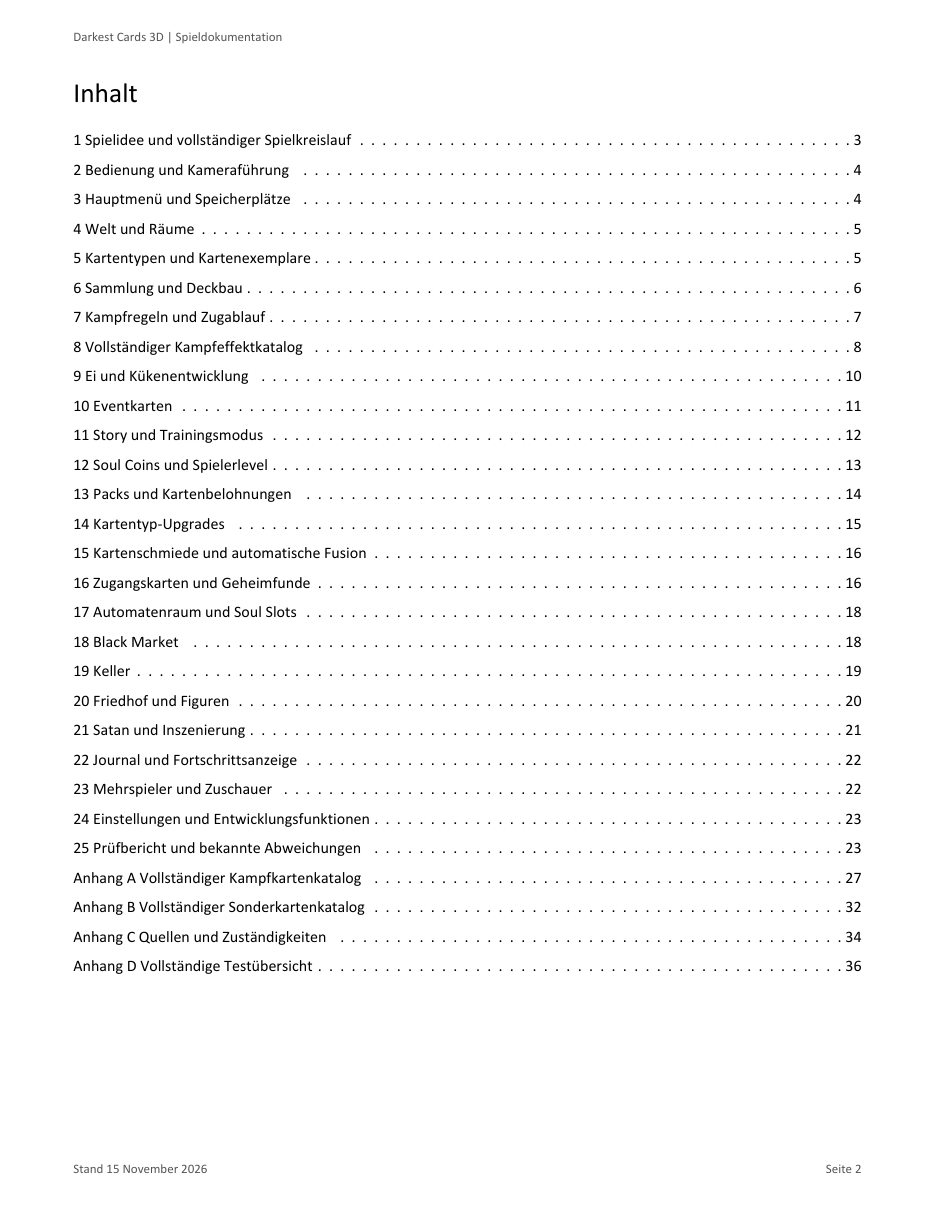 Darkest Cards 3D | Spieldokumentation
Inhalt
1 Spielidee und vollständiger Spielkreislauf . . . . . . . . . . . . . . . . . . . . 3
2 Bedienung und Kameraführung . . . . . . . . . . . . . . . . . . . . 4
3 Hauptmenü und Speicherplätze . . . . . . . . . . . . . . . . . . . . 4
4 Welt und Räume . . . . . . . . . . . . . . . . . . . . 5
5 Kartentypen und Kartenexemplare . . . . . . . . . . . . . . . . . . . . 5
6 Sammlung und Deckbau . . . . . . . . . . . . . . . . . . . . 6
7 Kampfregeln und Zugablauf . . . . . . . . . . . . . . . . . . . . 7
8 Vollständiger Kampfeffektkatalog . . . . . . . . . . . . . . . . . . . . 8
9 Ei und Kükenentwicklung . . . . . . . . . . . . . . . . . . . . 10
10 Eventkarten . . . . . . . . . . . . . . . . . . . . 11
11 Story und Trainingsmodus . . . . . . . . . . . . . . . . . . . . 12
12 Soul Coins und Spielerlevel . . . . . . . . . . . . . . . . . . . . 13
13 Packs und Kartenbelohnungen . . . . . . . . . . . . . . . . . . . . 14
14 Kartentyp-Upgrades . . . . . . . . . . . . . . . . . . . . 15
15 Kartenschmiede und automatische Fusion . . . . . . . . . . . . . . . . . . . . 16
16 Zugangskarten und Geheimfunde . . . . . . . . . . . . . . . . . . . . 16
17 Automatenraum und Soul Slots . . . . . . . . . . . . . . . . . . . . 18
18 Black Market . . . . . . . . . . . . . . . . . . . . 18
19 Keller . . . . . . . . . . . . . . . . . . . . 19
20 Friedhof und Figuren . . . . . . . . . . . . . . . . . . . . 20
21 Satan und Inszenierung . . . . . . . . . . . . . . . . . . . . 21
22 Journal und Fortschrittsanzeige . . . . . . . . . . . . . . . . . . . . 22
23 Mehrspieler und Zuschauer . . . . . . . . . . . . . . . . . . . . 22
24 Einstellungen und Entwicklungsfunktionen . . . . . . . . . . . . . . . . . . . . 23
25 Prüfbericht und bekannte Abweichungen . . . . . . . . . . . . . . . . . . . . 23
Anhang A Vollständiger Kampfkartenkatalog . . . . . . . . . . . . . . . . . . . . 27
Anhang B Vollständiger Sonderkartenkatalog . . . . . . . . . . . . . . . . . . . . 32
Anhang C Quellen und Zuständigkeiten . . . . . . . . . . . . . . . . . . . . 34
Anhang D Vollständige Testübersicht . . . . . . . . . . . . . . . . . . . . 36
Stand 15 November 2026
Seite 2